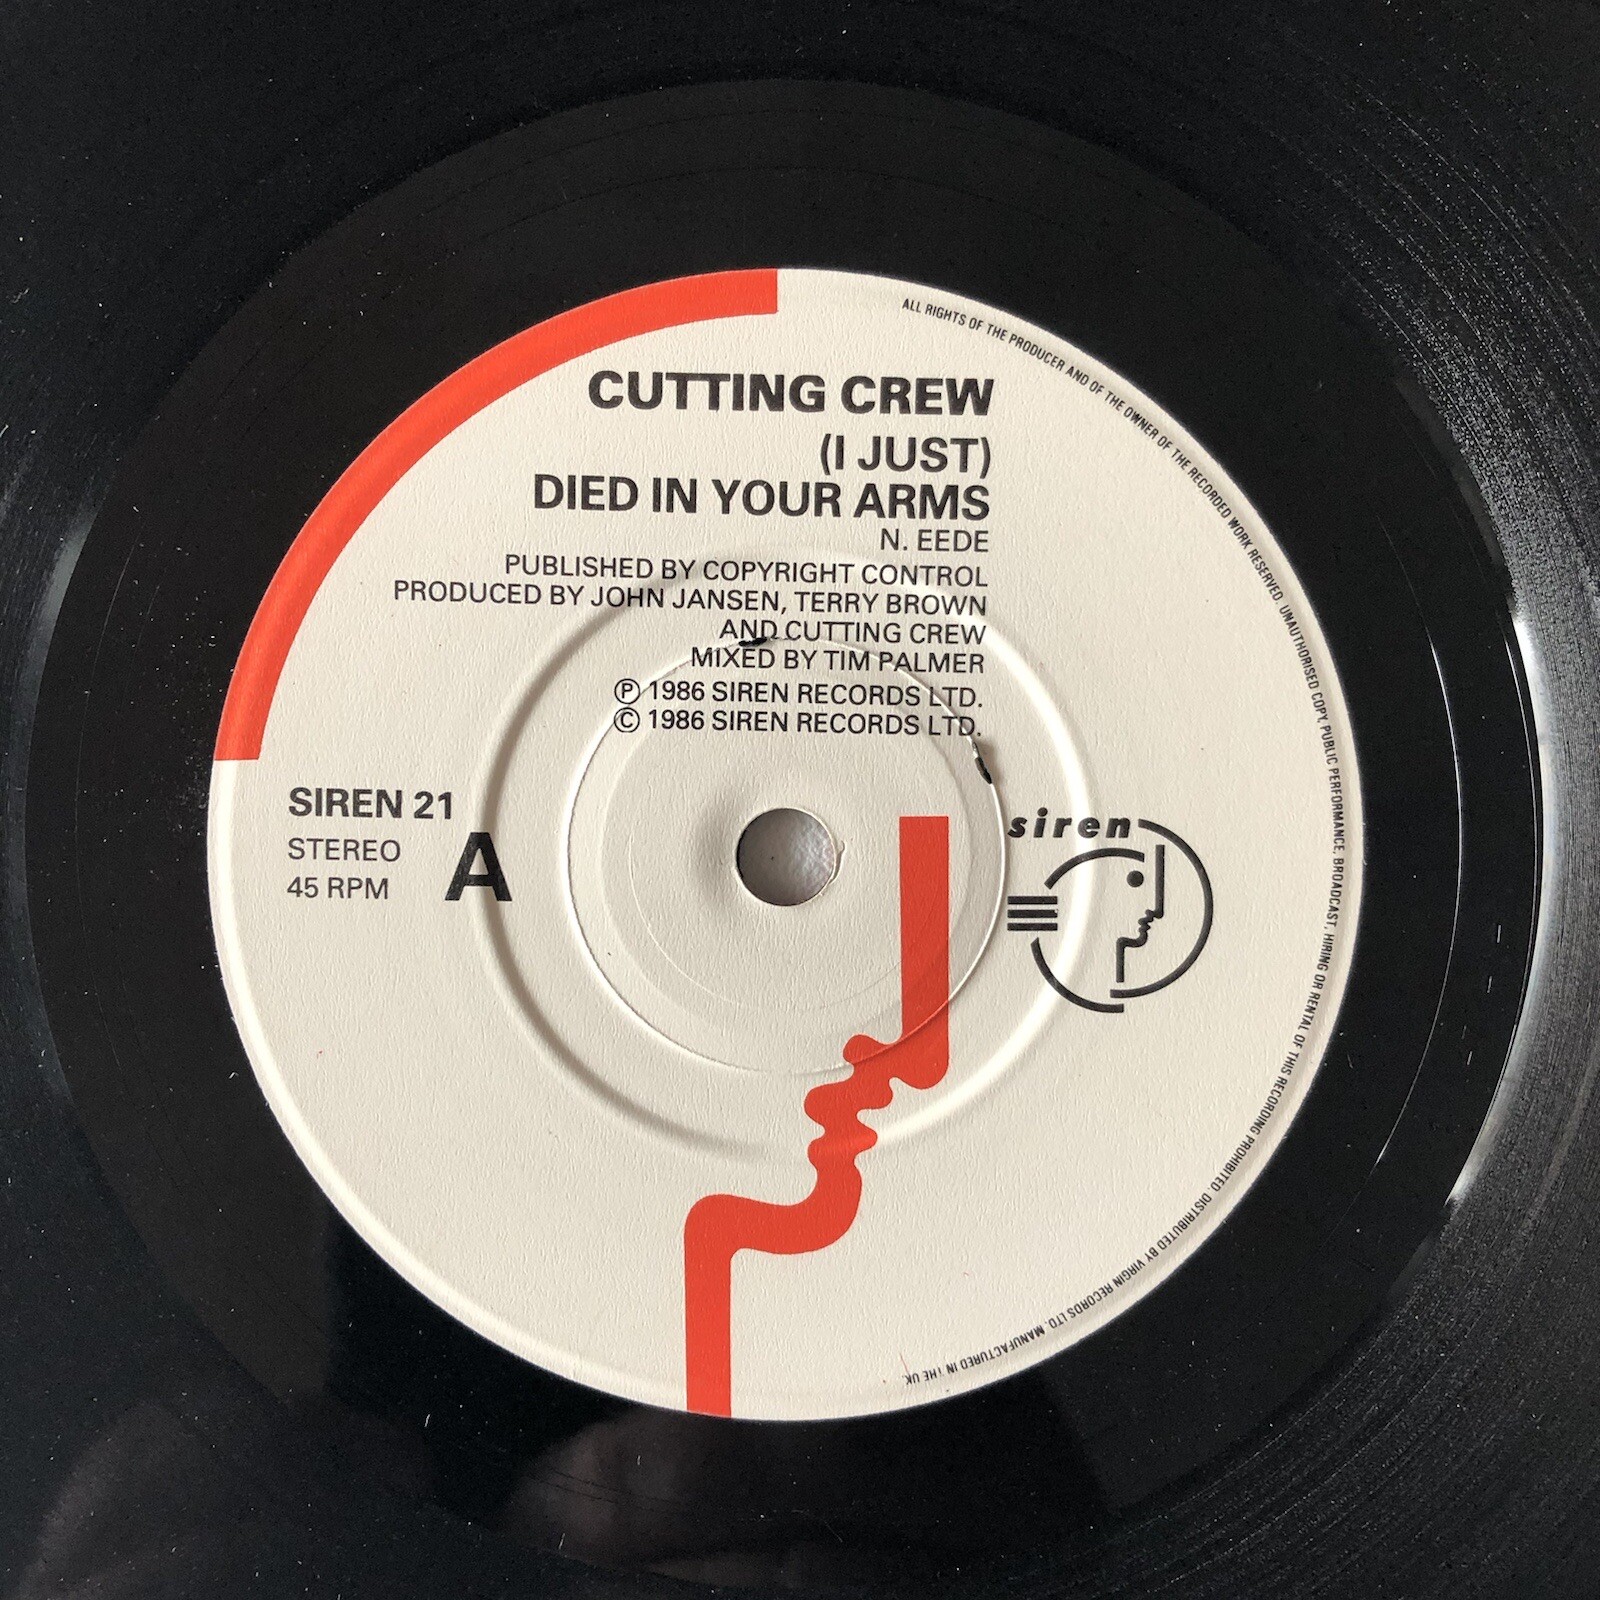 CUTTING CREW
(I JUST)
DIED IN YOUR ARMS
N. EEDE
PUBLISHED BY COPYRIGHT CONTROL
PRODUCED BY JOHN JANSEN, TERRY BROWN
AND CUTTING CREW
MIXED BY TIM PALMER
℗ 1986 SIREN RECORDS LTD.
© 1986 SIREN RECORDS LTD.
SIREN 21
STEREO
45 RPM
A
siren
ALL RIGHTS OF THE PRODUCER AND OF THE OWNER OF THE RECORDED WORK RESERVED. UNAUTHORISED COPY, PUBLIC PERFORMANCE, BROADCAST, HIRING OR RENTAL OF THIS RECORDING PROHIBITED. DISTRIBUTED BY VIRGIN RECORDS LTD. MANUFACTURED IN THE UK.